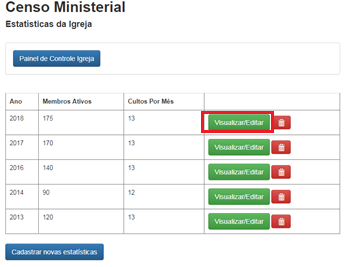 Censo Ministerial
Estatísticas da Igreja
Painel de Controle Igreja
Ano Membros Ativos Cultos Por Mês
2018 175 13 Visualizar/Editar
2017 170 13 Visualizar/Editar
2016 140 13 Visualizar/Editar
2014 90 12 Visualizar/Editar
2013 120 13 Visualizar/Editar
Cadastrar novas estatísticas